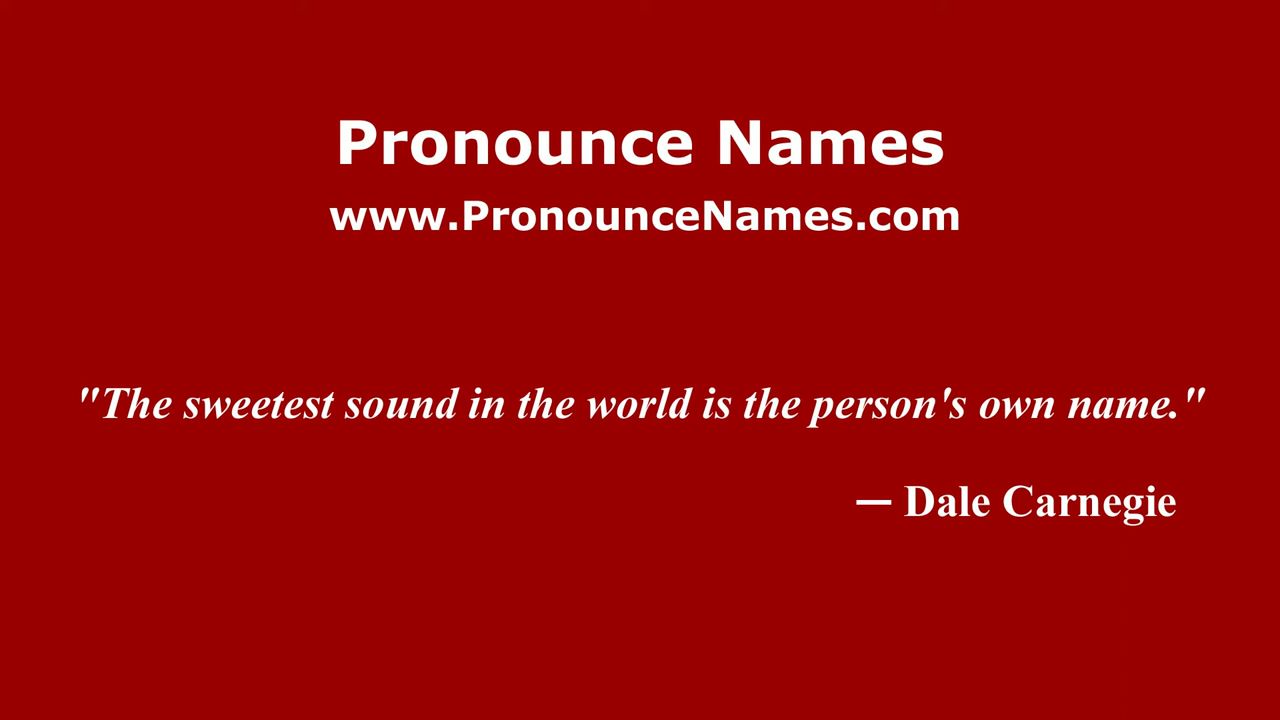 Pronounce Names
www.PronounceNames.com
"The sweetest sound in the world is the person's own name."
— Dale Carnegie